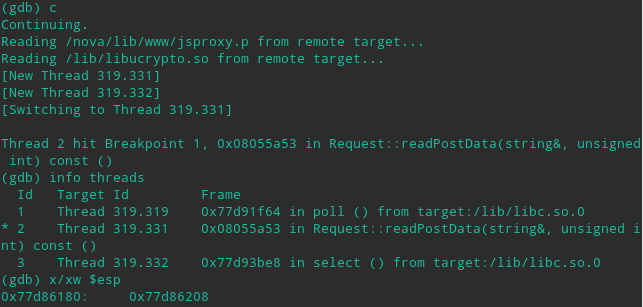 (gdb) c
Continuing.
Reading /nova/lib/www/jsproxy.p from remote target...
Reading /lib/libucrypto.so from remote target...
[New Thread 319.331]
[New Thread 319.332]
[Switching to Thread 319.331]
Thread 2 hit Breakpoint 1, 0x08055a53 in Request::readPostData(string&, unsigned
 int) const ()
(gdb) info threads
  Id   Target Id         Frame
  1    Thread 319.319    0x77d91f64 in poll () from target:/lib/libc.so.0
* 2    Thread 319.331    0x08055a53 in Request::readPostData(string&, unsigned i
nt) const ()
  3    Thread 319.332    0x77d93be8 in select () from target:/lib/libc.so.0
(gdb) x/xw $esp
0x77d86180:     0x77d86208